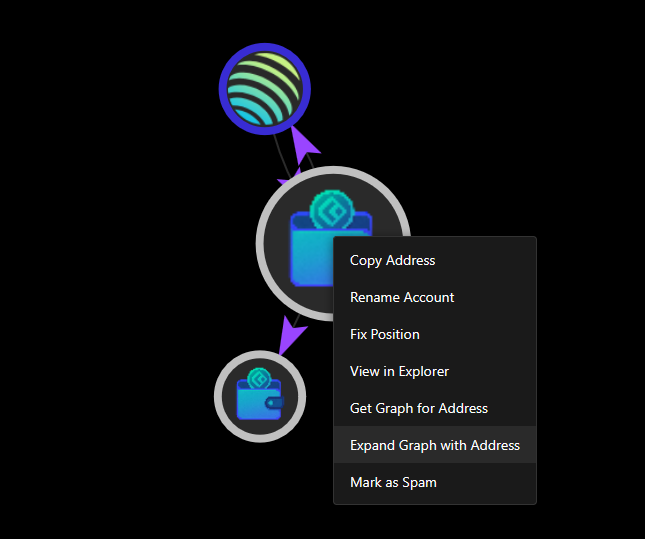 Copy Address
Rename Account
Fix Position
View in Explorer
Get Graph for Address
Expand Graph with Address
Mark as Spam